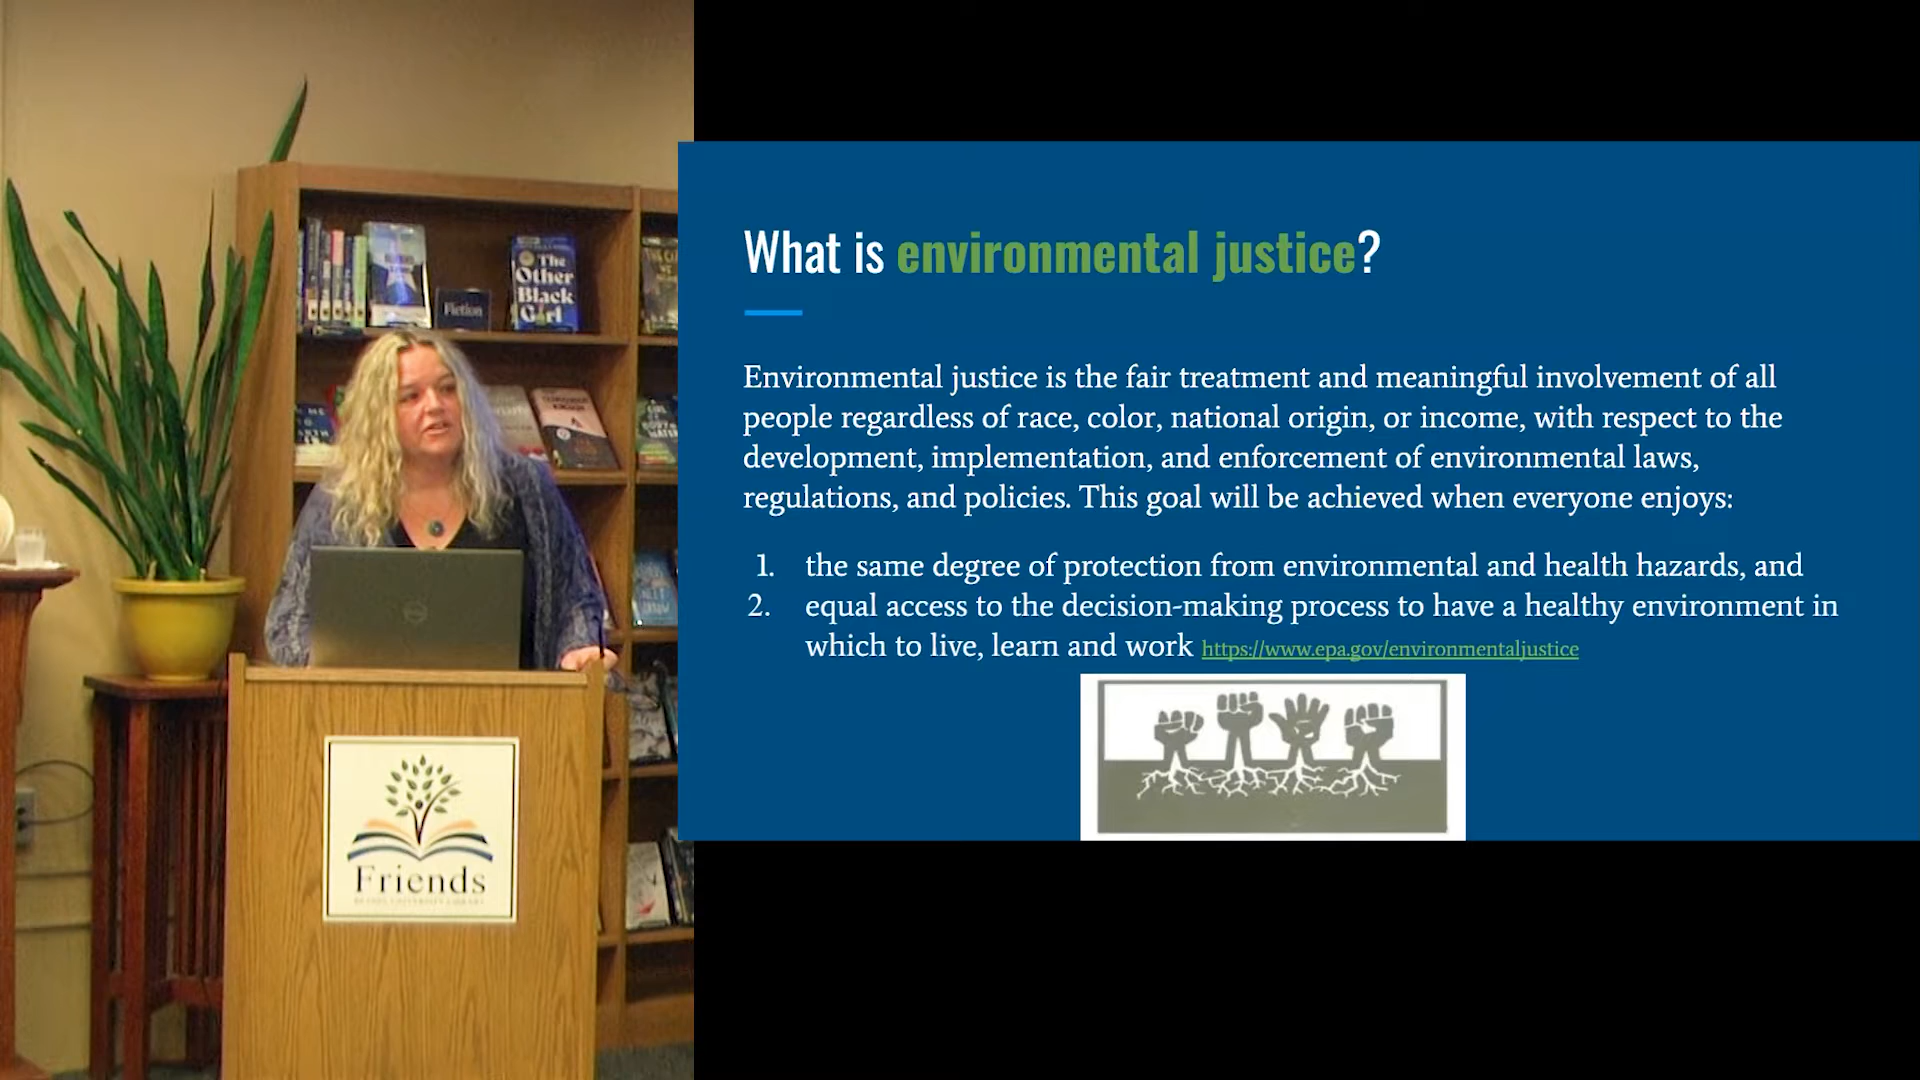 The
Other
Black
Girl
Fiction
Friends
BETHEL UNIVERSITY LIBRARY
What is environmental justice?
Environmental justice is the fair treatment and meaningful involvement of all
people regardless of race, color, national origin, or income, with respect to the
development, implementation, and enforcement of environmental laws,
regulations, and policies. This goal will be achieved when everyone enjoys:
1. the same degree of protection from environmental and health hazards, and
2. equal access to the decision-making process to have a healthy environment in
which to live, learn and work https://www.epa.gov/environmentaljustice